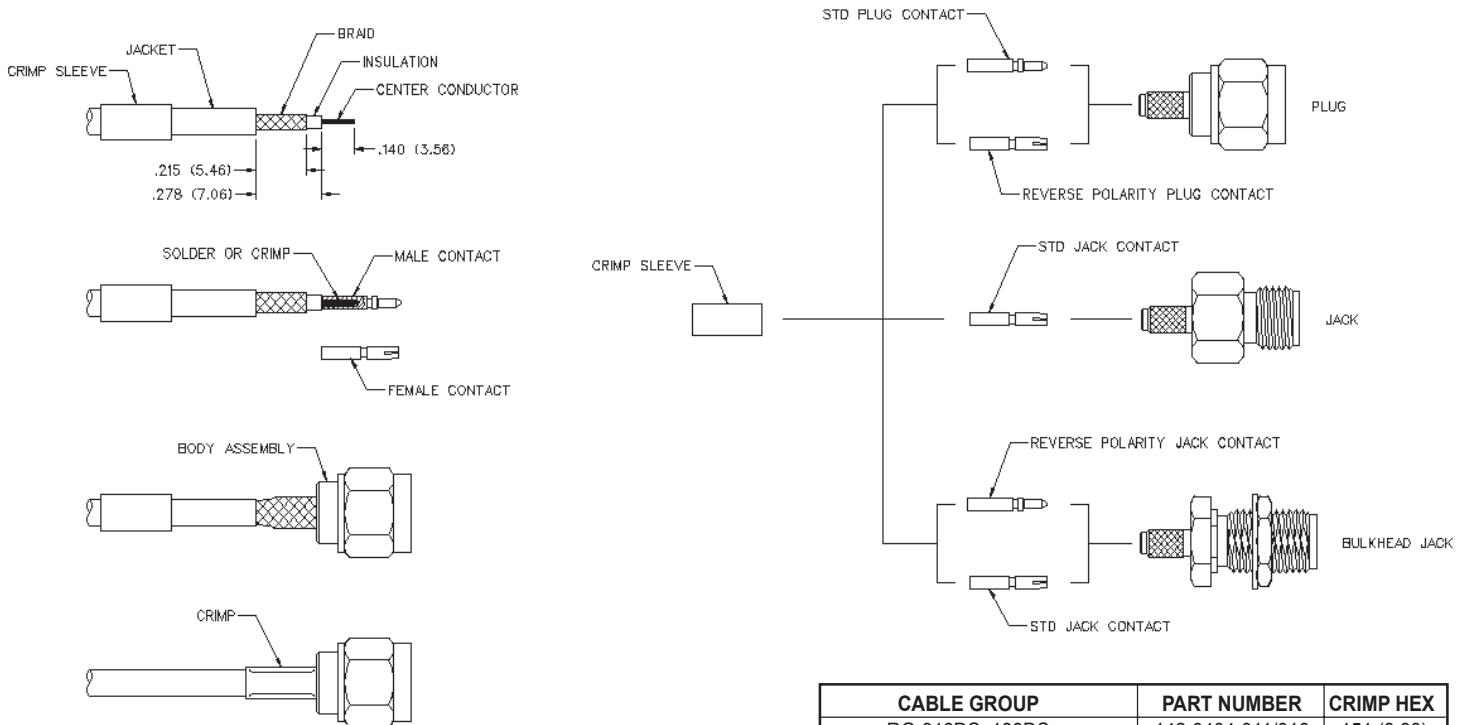 CRIMP SLEEVE
JACKET
BRAID
INSULATION
CENTER CONDUCTOR
.140 (3.56)
.215 (5.46)
.278 (7.06)
SOLDER OR CRIMP
MALE CONTACT
FEMALE CONTACT
BODY ASSEMBLY
CRIMP
STD PLUG CONTACT
PLUG
REVERSE POLARITY PLUG CONTACT
CRIMP SLEEVE
STD JACK CONTACT
JACK
REVERSE POLARITY JACK CONTACT
BULKHEAD JACK
STD JACK CONTACT
CABLE GROUP PART NUMBER CRIMP HEX